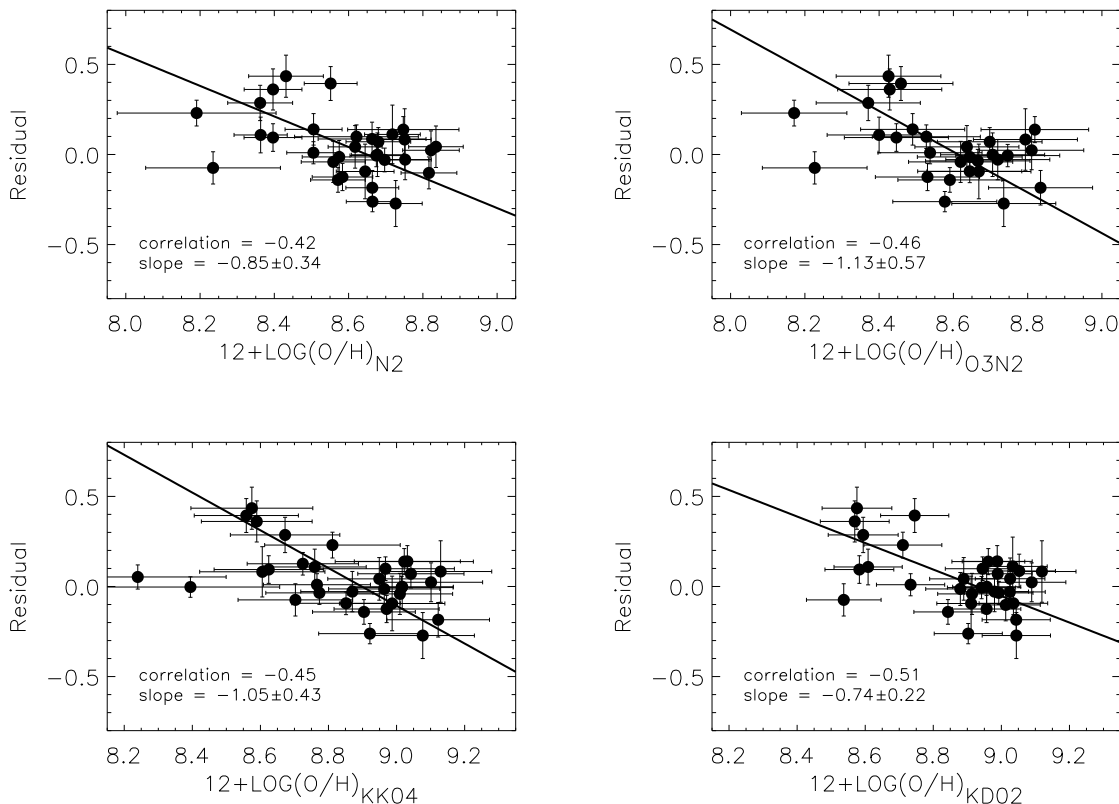 0.5
0.0
−0.5
Residual
correlation = −0.42
slope = −0.85±0.34
8.0 8.2 8.4 8.6 8.8 9.0
12+LOG(O/H)N2
0.5
0.0
−0.5
Residual
correlation = −0.46
slope = −1.13±0.57
8.0 8.2 8.4 8.6 8.8 9.0
12+LOG(O/H)O3N2
0.5
0.0
−0.5
Residual
correlation = −0.45
slope = −1.05±0.43
8.2 8.4 8.6 8.8 9.0 9.2
12+LOG(O/H)KK04
0.5
0.0
−0.5
Residual
correlation = −0.51
slope = −0.74±0.22
8.2 8.4 8.6 8.8 9.0 9.2
12+LOG(O/H)KD02